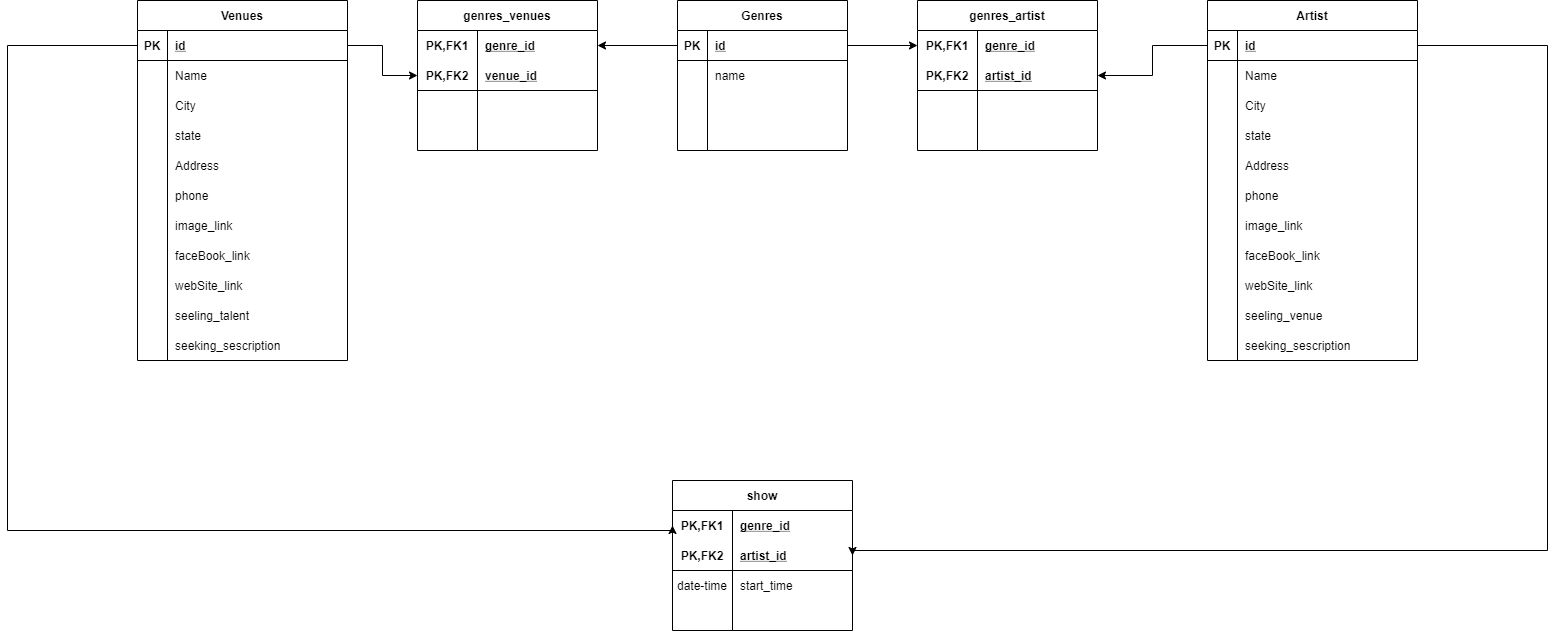 Venues
PK id
Name
City
state
Address
phone
image_link
faceBook_link
webSite_link
seeling_talent
seeking_sescription
genres_venues
PK,FK1 genre_id
PK,FK2 venue_id
Genres
PK id
name
genres_artist
PK,FK1 genre_id
PK,FK2 artist_id
Artist
PK id
Name
City
state
Address
phone
image_link
faceBook_link
webSite_link
seeling_venue
seeking_sescription
show
PK,FK1 genre_id
PK,FK2 artist_id
date-time start_time